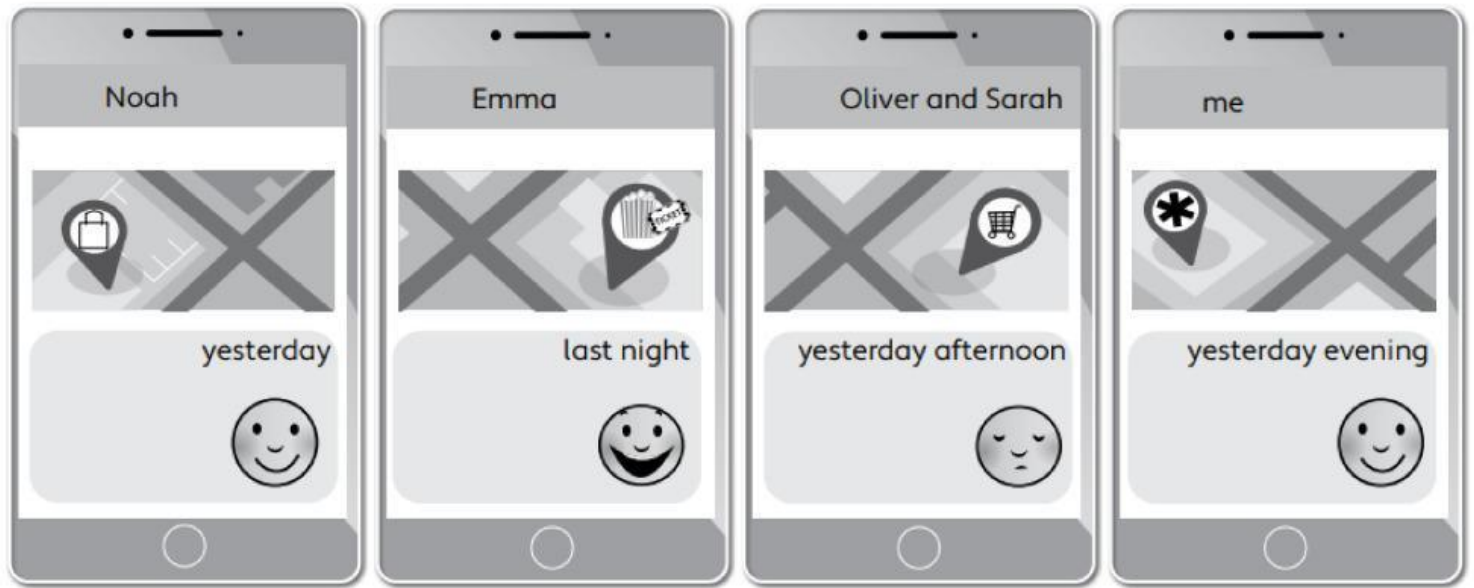 Noah
yesterday
Emma
TICKET
last night
Oliver and Sarah
yesterday afternoon
me
yesterday evening